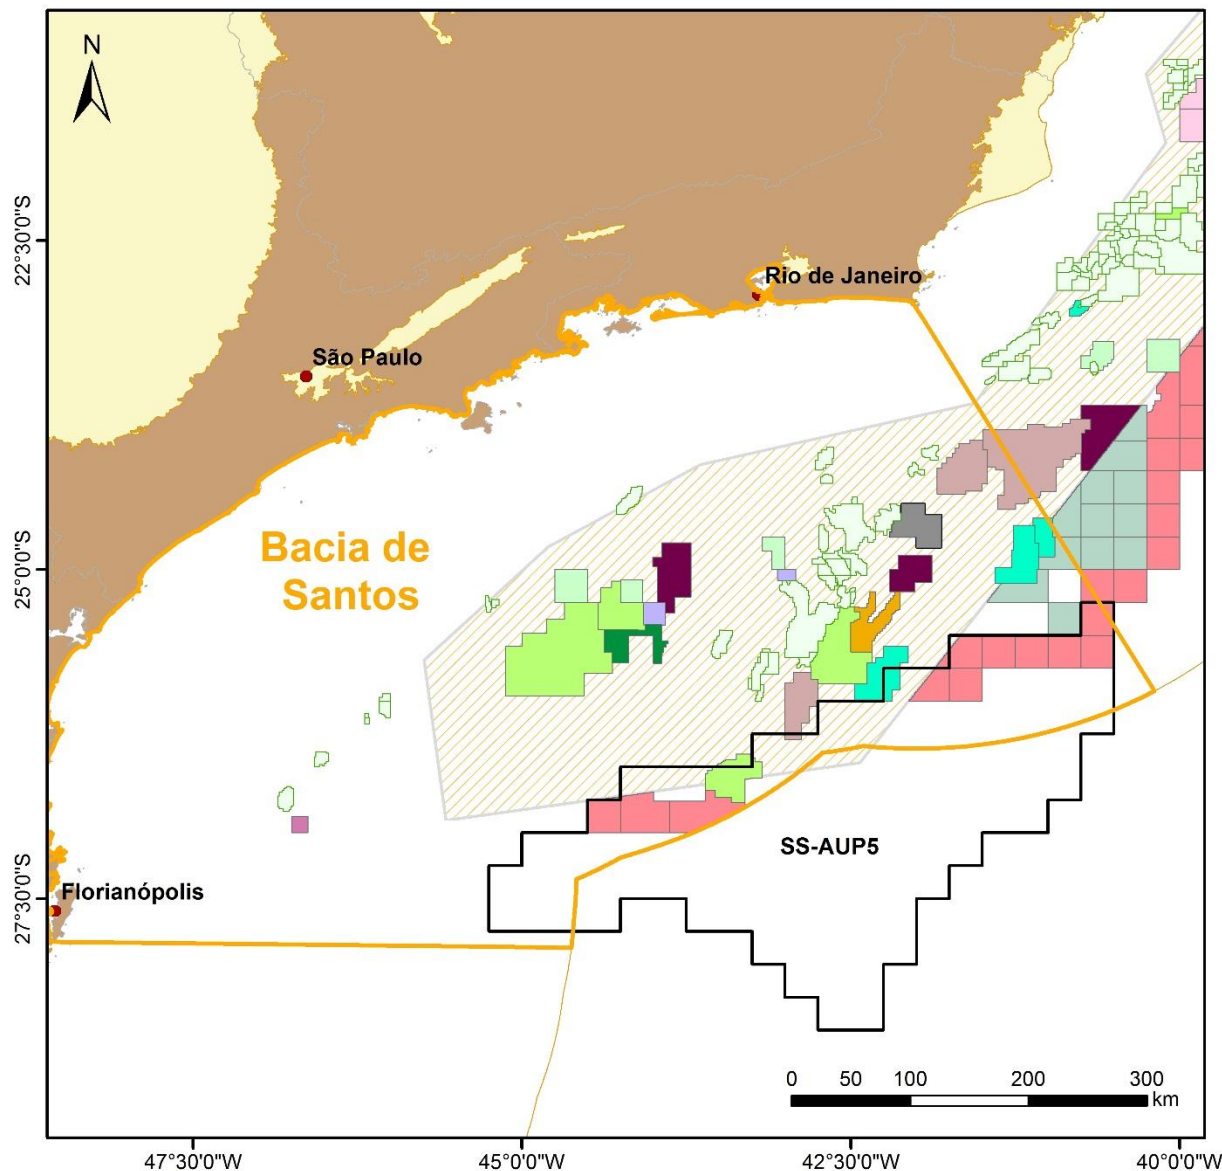 N
22°30'0"S
Rio de Janeiro
São Paulo
Bacia de
Santos
25°0'0"S
SS-AUP5
Florianópolis
27°30'0"S
0 50 100 200 300
km
47°30'0"W 45°0'0"W 42°30'0"W 40°0'0"W